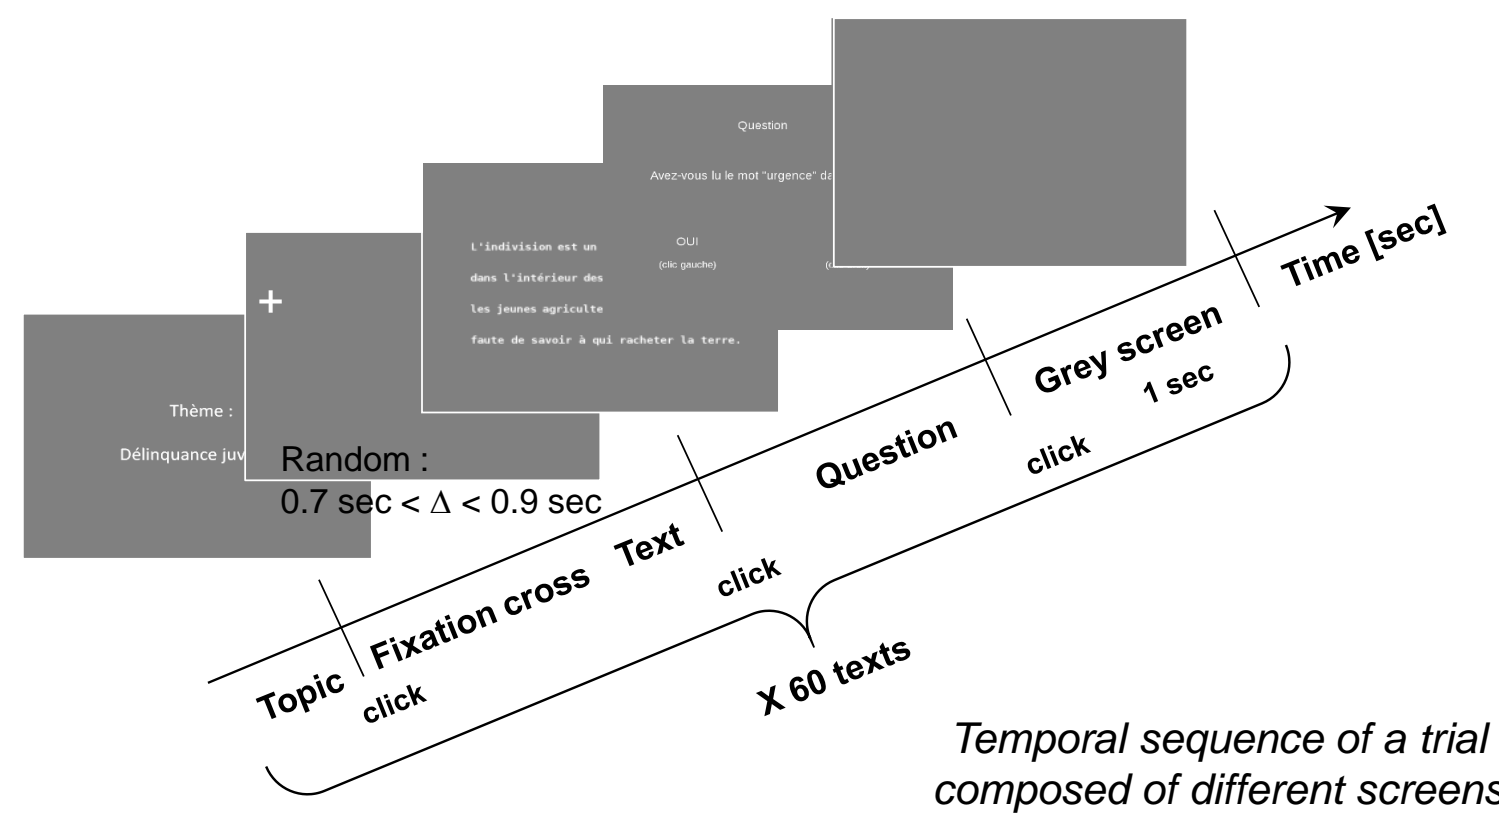 Question
Avez-vous lu le mot "urgence"
OUI
(clic gauche)
L'indivision est un
dans l'intérieur des
les jeunes agriculte
faute de savoir à qui racheter la terre.
+
Thème :
Délinquance juv
Random :
0.7 sec < Δ < 0.9 sec
Time [sec]
Grey screen
1 sec
Question
click
Text
click
Fixation cross
Topic
click
X 60 texts
Temporal sequence of a trial
composed of different screens